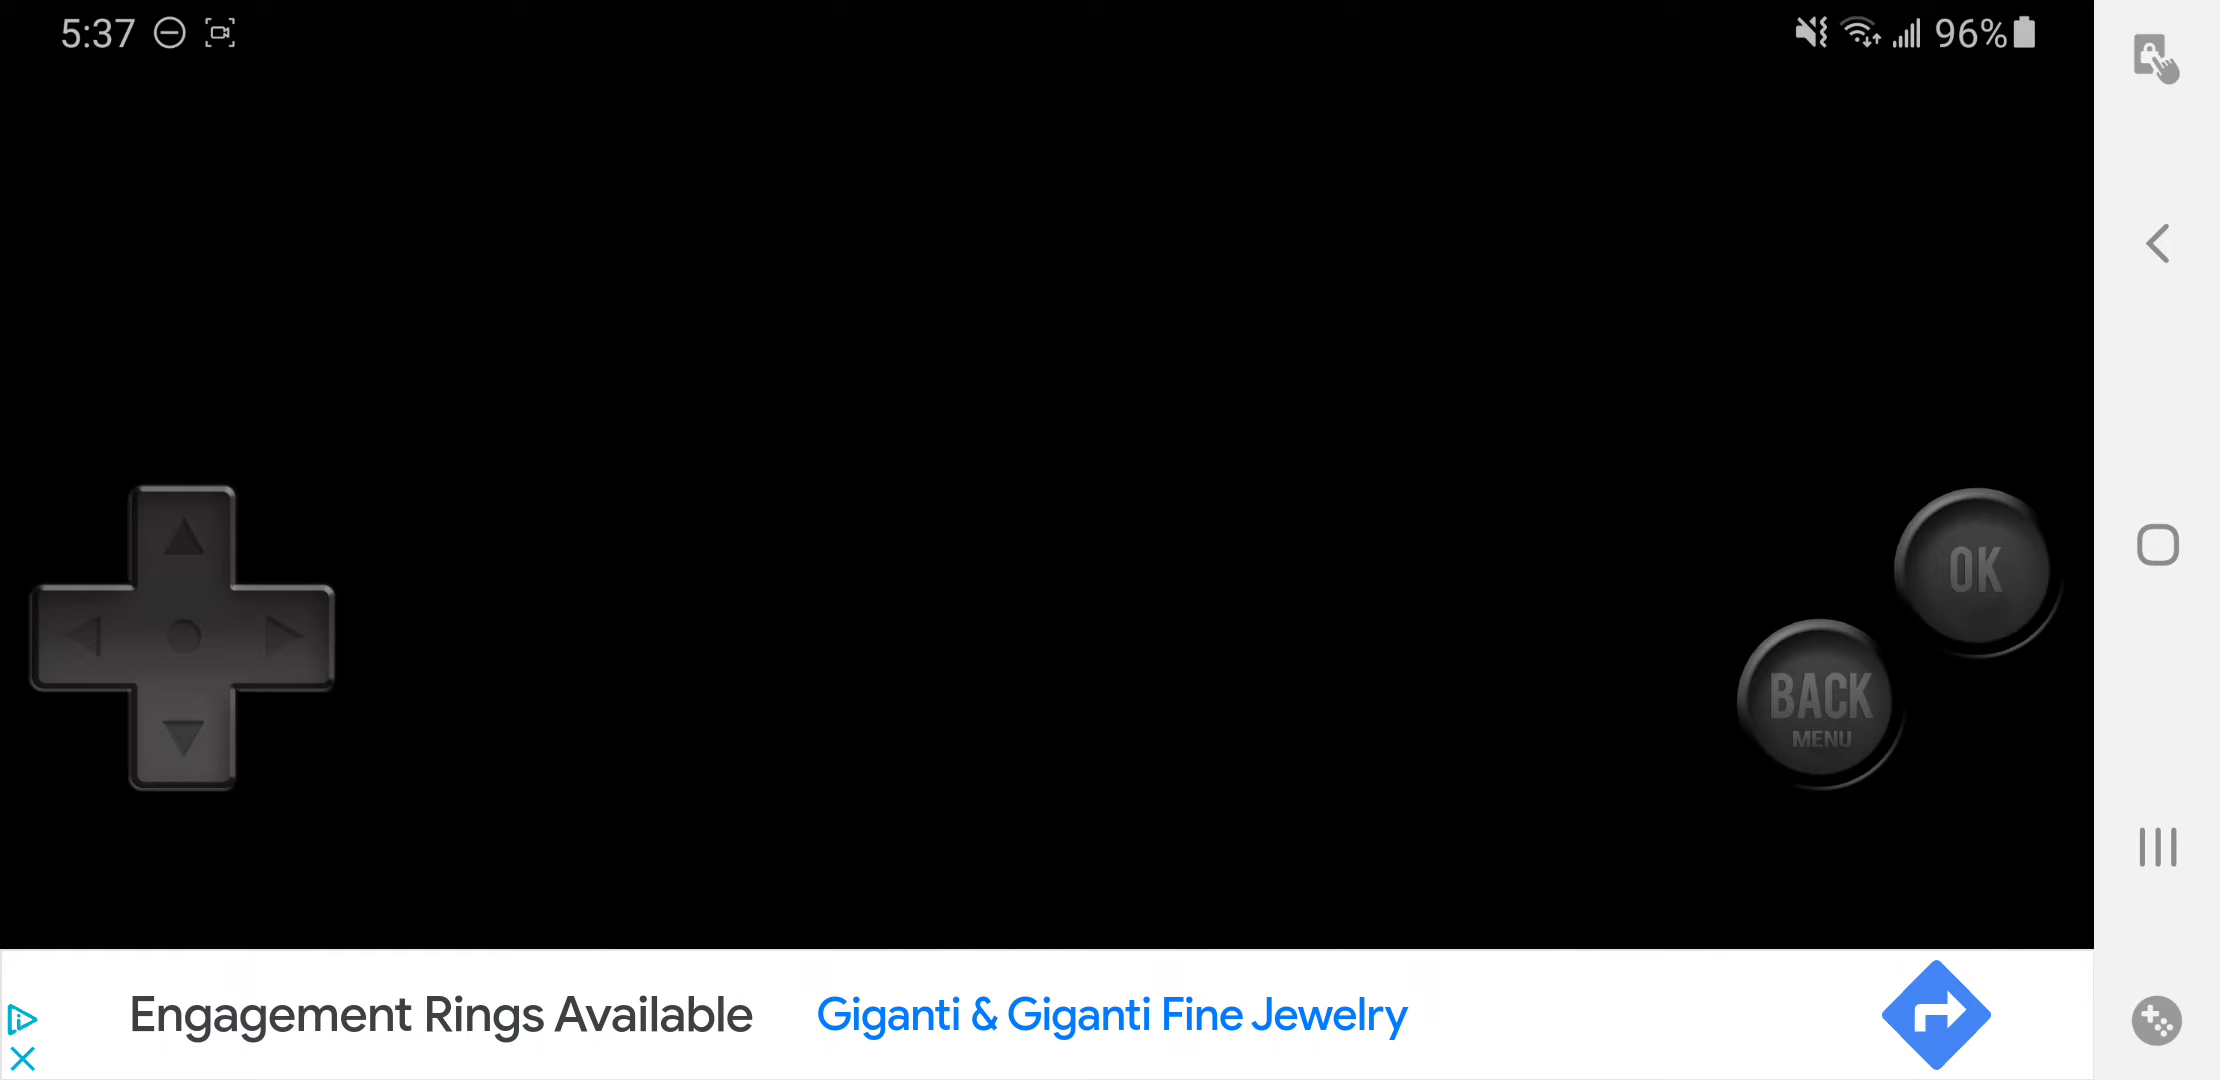 5:37
96%
OK
BACK
MENU
Engagement Rings Available
Giganti & Giganti Fine Jewelry